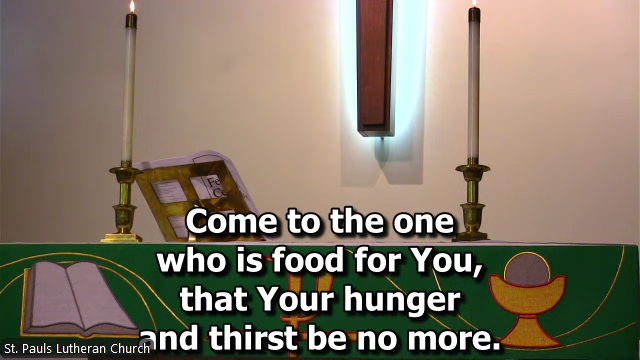 Come to the one
who is food for You,
that Your hunger
and thirst be no more.
St. Pauls Lutheran Church